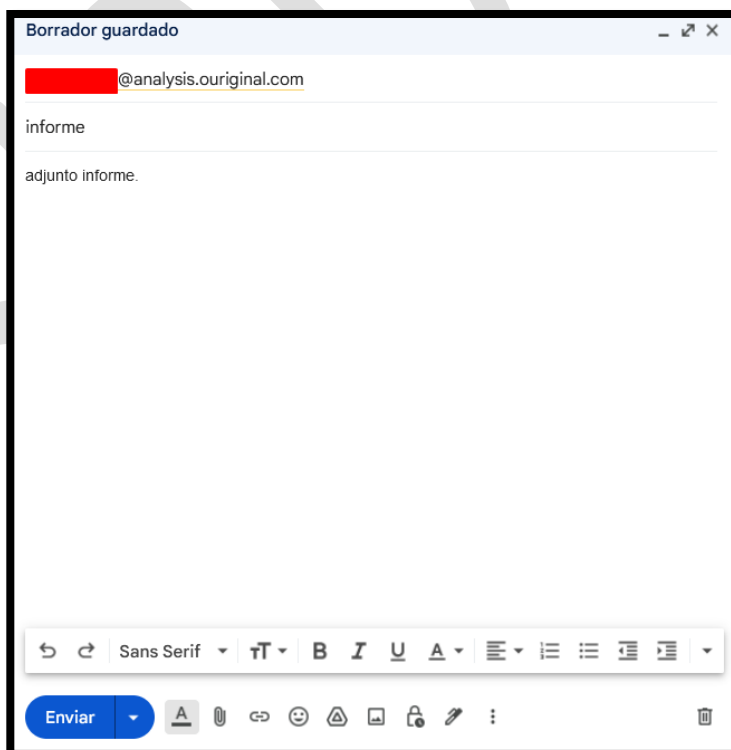 Borrador guardado
@analysis.ouriginal.com
informe
adjunto informe.
Sans Serif
Enviar